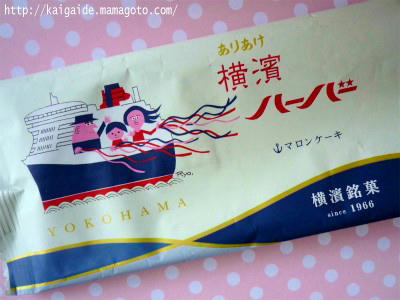 http://kaigaide.mamagoto.com/
ありあけ
横濱
ハーバー
マロンケーキ
YOKOHAMA
横濱銘菓
since 1966